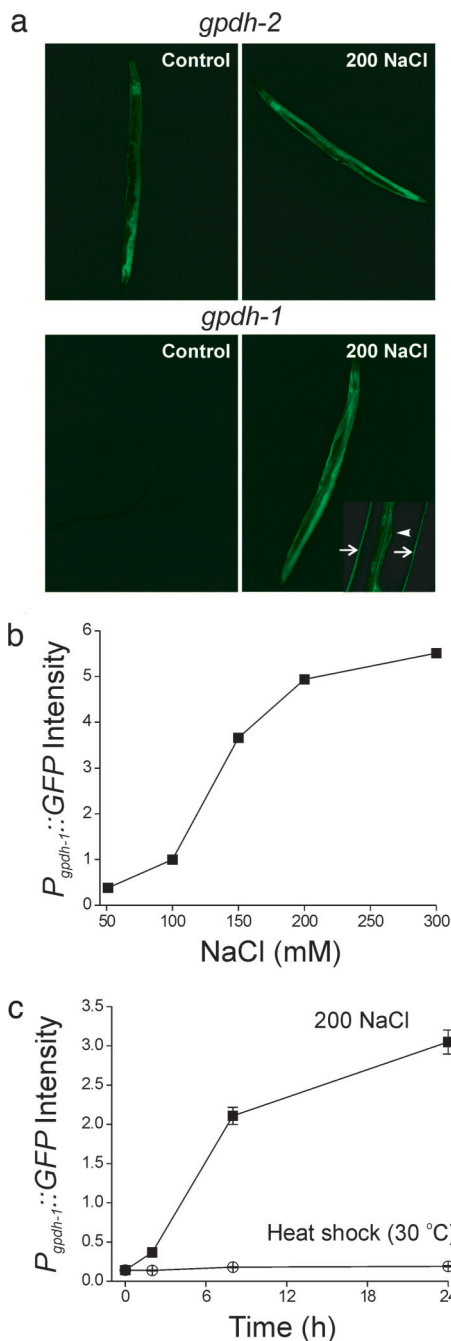 a
gpdh-2
Control
200 NaCl
gpdh-1
Control
200 NaCl
b
6
5
4
3
2
1
0
50 100 150 200 250 300
P gpdh-1::GFP Intensity
NaCl (mM)
c
3.5
3.0
2.5
2.0
1.5
1.0
0.5
0.0
0 6 12 18 24
P gpdh-1::GFP Intensity
200 NaCl
Heat shock (30 °C)
Time (h)